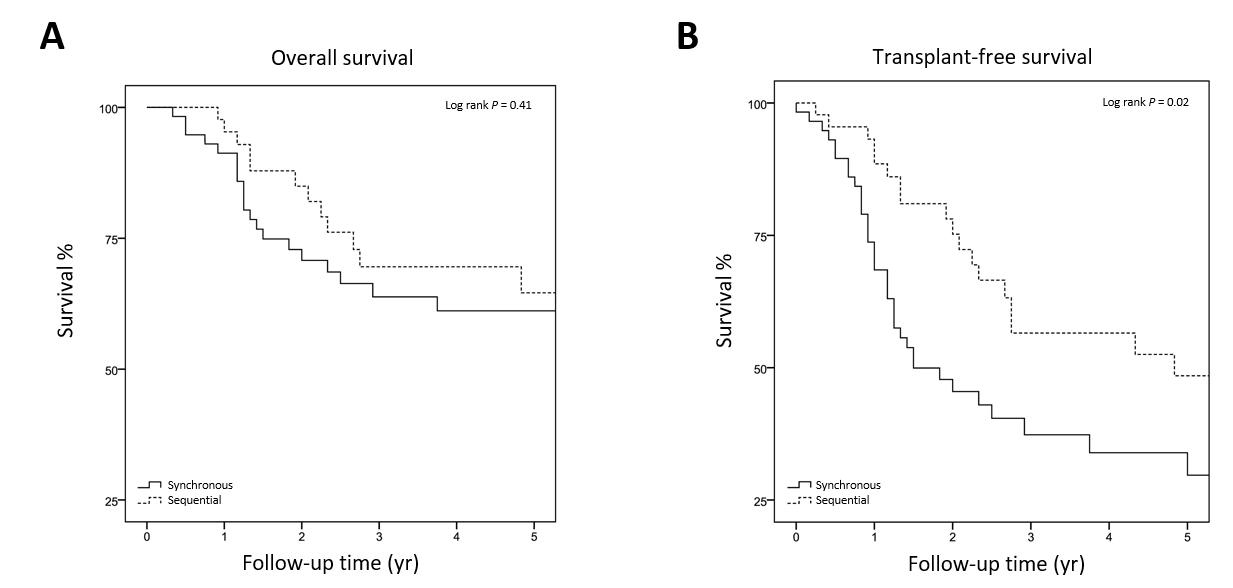 A
Overall survival
Log rank P = 0.41
100
75
50
25
Survival %
Synchronous
Sequential
0 1 2 3 4 5
Follow-up time (yr)
B
Transplant-free survival
Log rank P = 0.02
100
75
50
25
Survival %
Synchronous
Sequential
0 1 2 3 4 5
Follow-up time (yr)